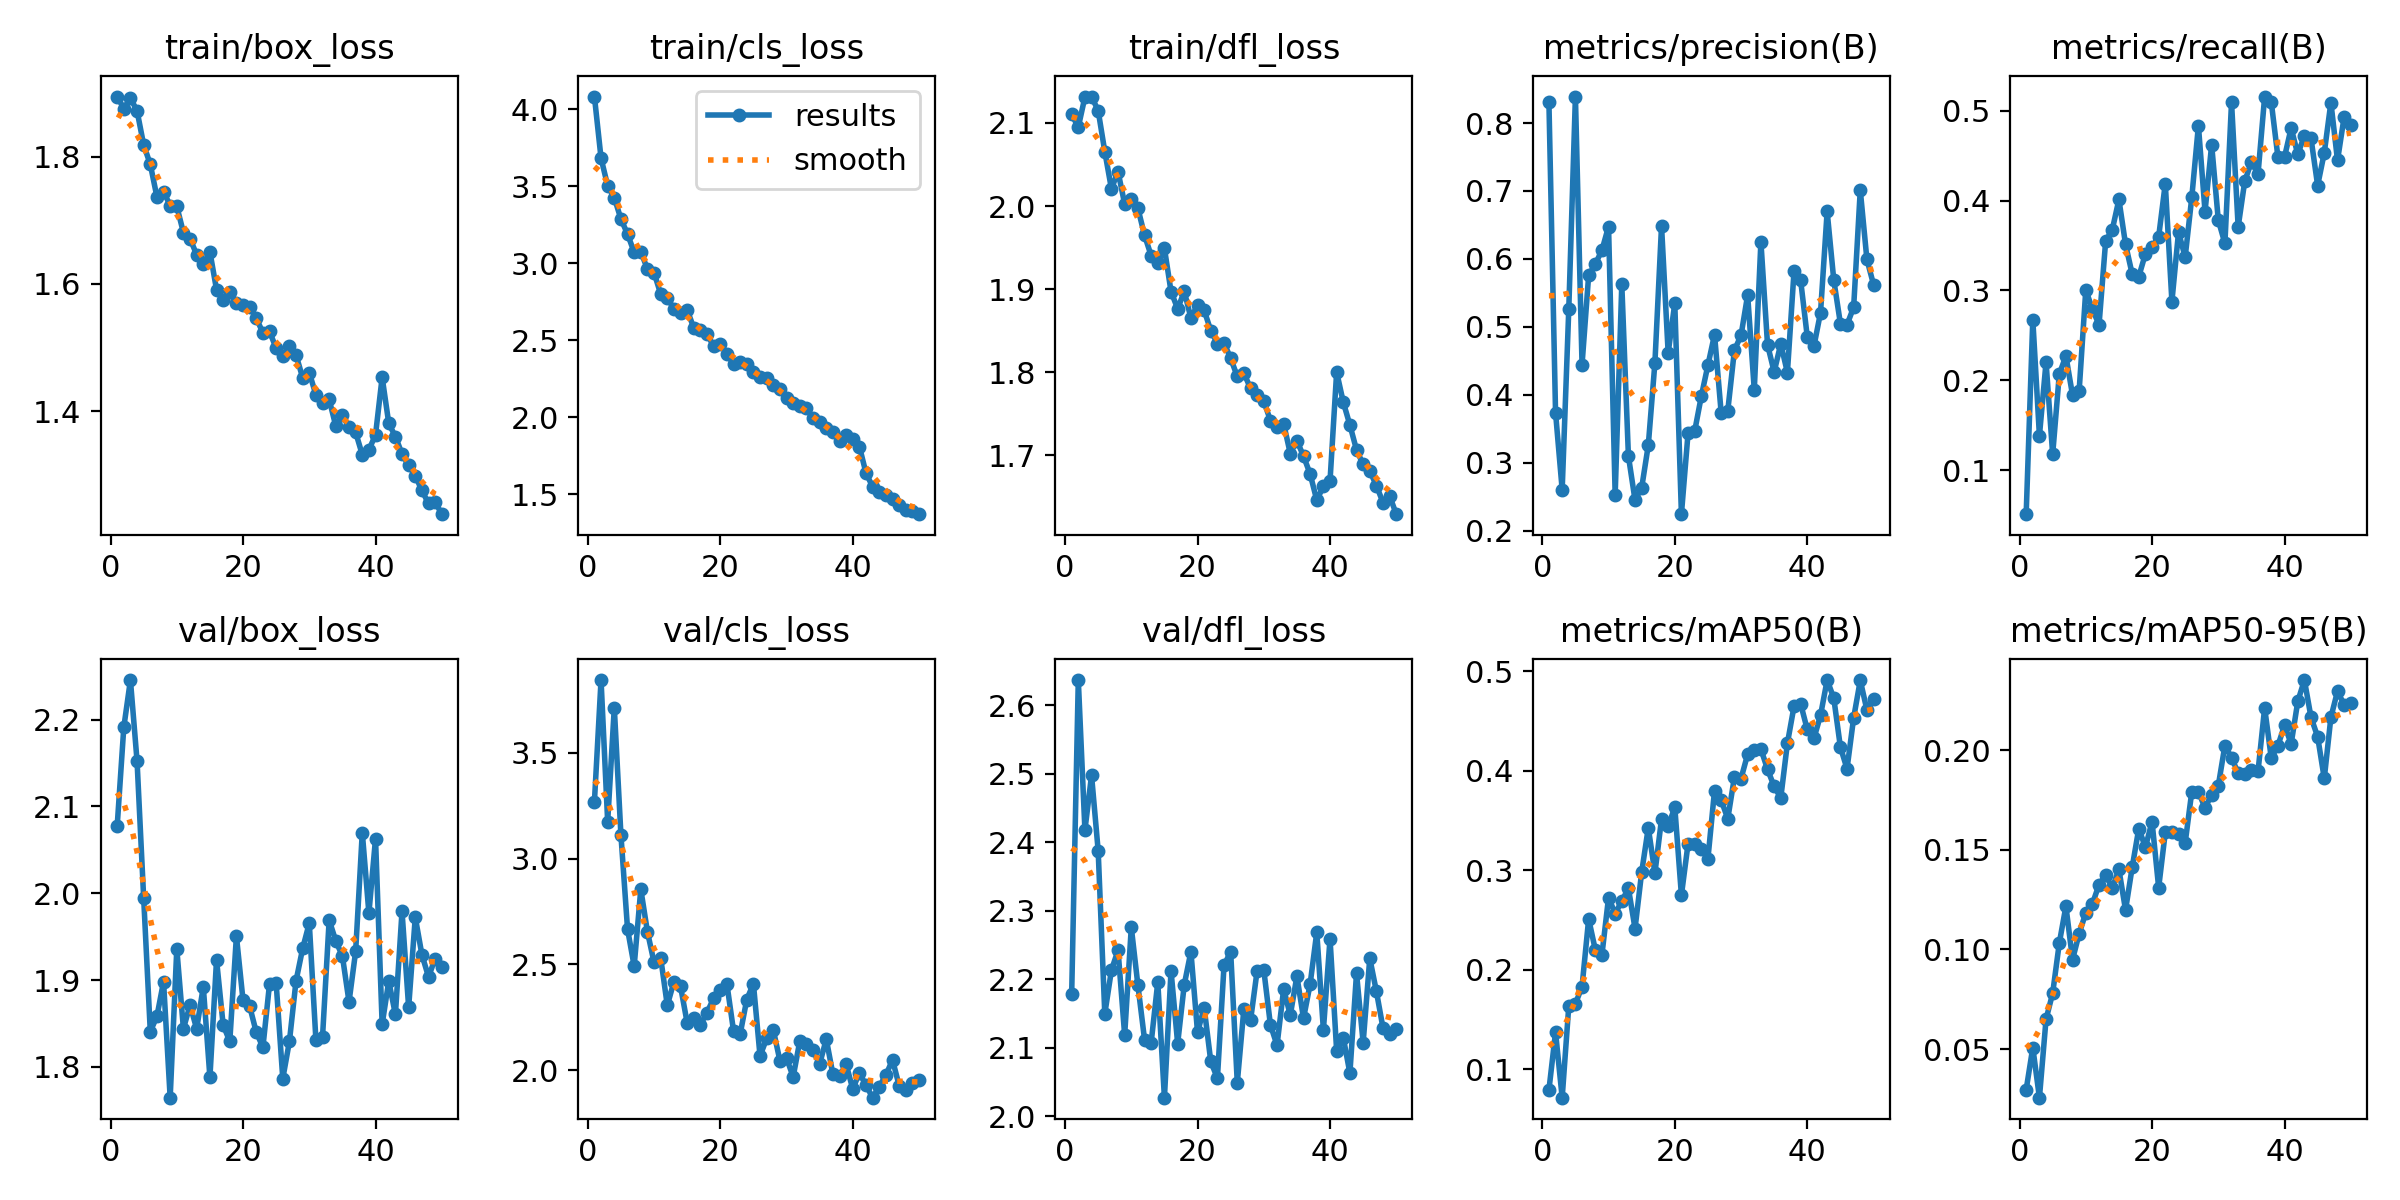 train/box_loss
train/cls_loss
train/dfl_loss
metrics/precision(B)
metrics/recall(B)
1.8
1.6
1.4
0 20 40
4.0
3.5
3.0
2.5
2.0
1.5
0 20 40
results
smooth
2.1
2.0
1.9
1.8
1.7
0 20 40
0.8
0.7
0.6
0.5
0.4
0.3
0.2
0 20 40
0.5
0.4
0.3
0.2
0.1
0 20 40
val/box_loss
val/cls_loss
val/dfl_loss
metrics/mAP50(B)
metrics/mAP50-95(B)
2.2
2.1
2.0
1.9
1.8
0 20 40
3.5
3.0
2.5
2.0
0 20 40
2.6
2.5
2.4
2.3
2.2
2.1
2.0
0 20 40
0.5
0.4
0.3
0.2
0.1
0 20 40
0.20
0.15
0.10
0.05
0 20 40